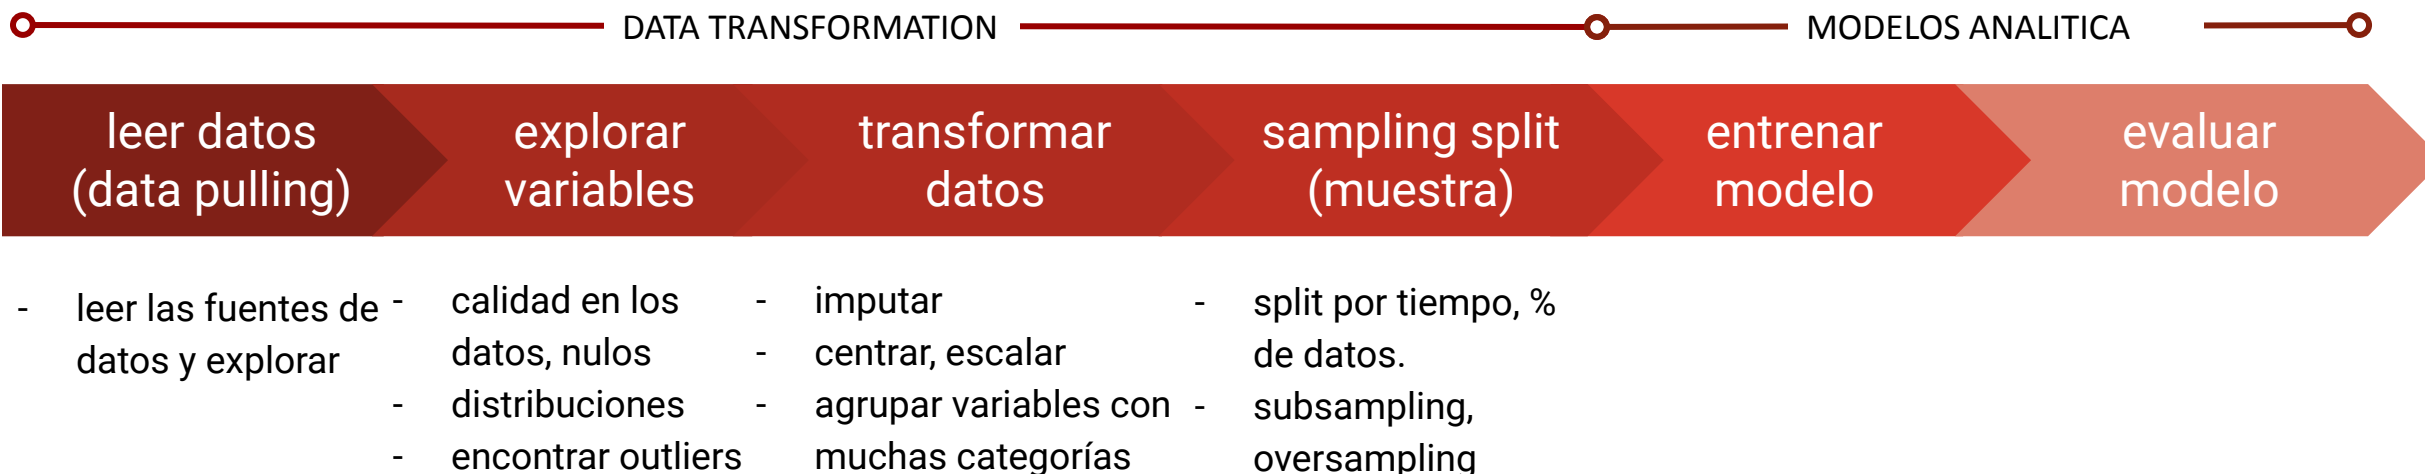 DATA TRANSFORMATION
MODELOS ANALITICA
leer datos
(data pulling)
explorar
variables
transformar
datos
sampling split
(muestra)
entrenar
modelo
evaluar
modelo
- leer las fuentes de
datos y explorar
- calidad en los
datos, nulos
- distribuciones
- encontrar outliers
- imputar
- centrar, escalar
- agrupar variables con
muchas categorías
- split por tiempo, %
de datos.
- subsampling,
oversampling